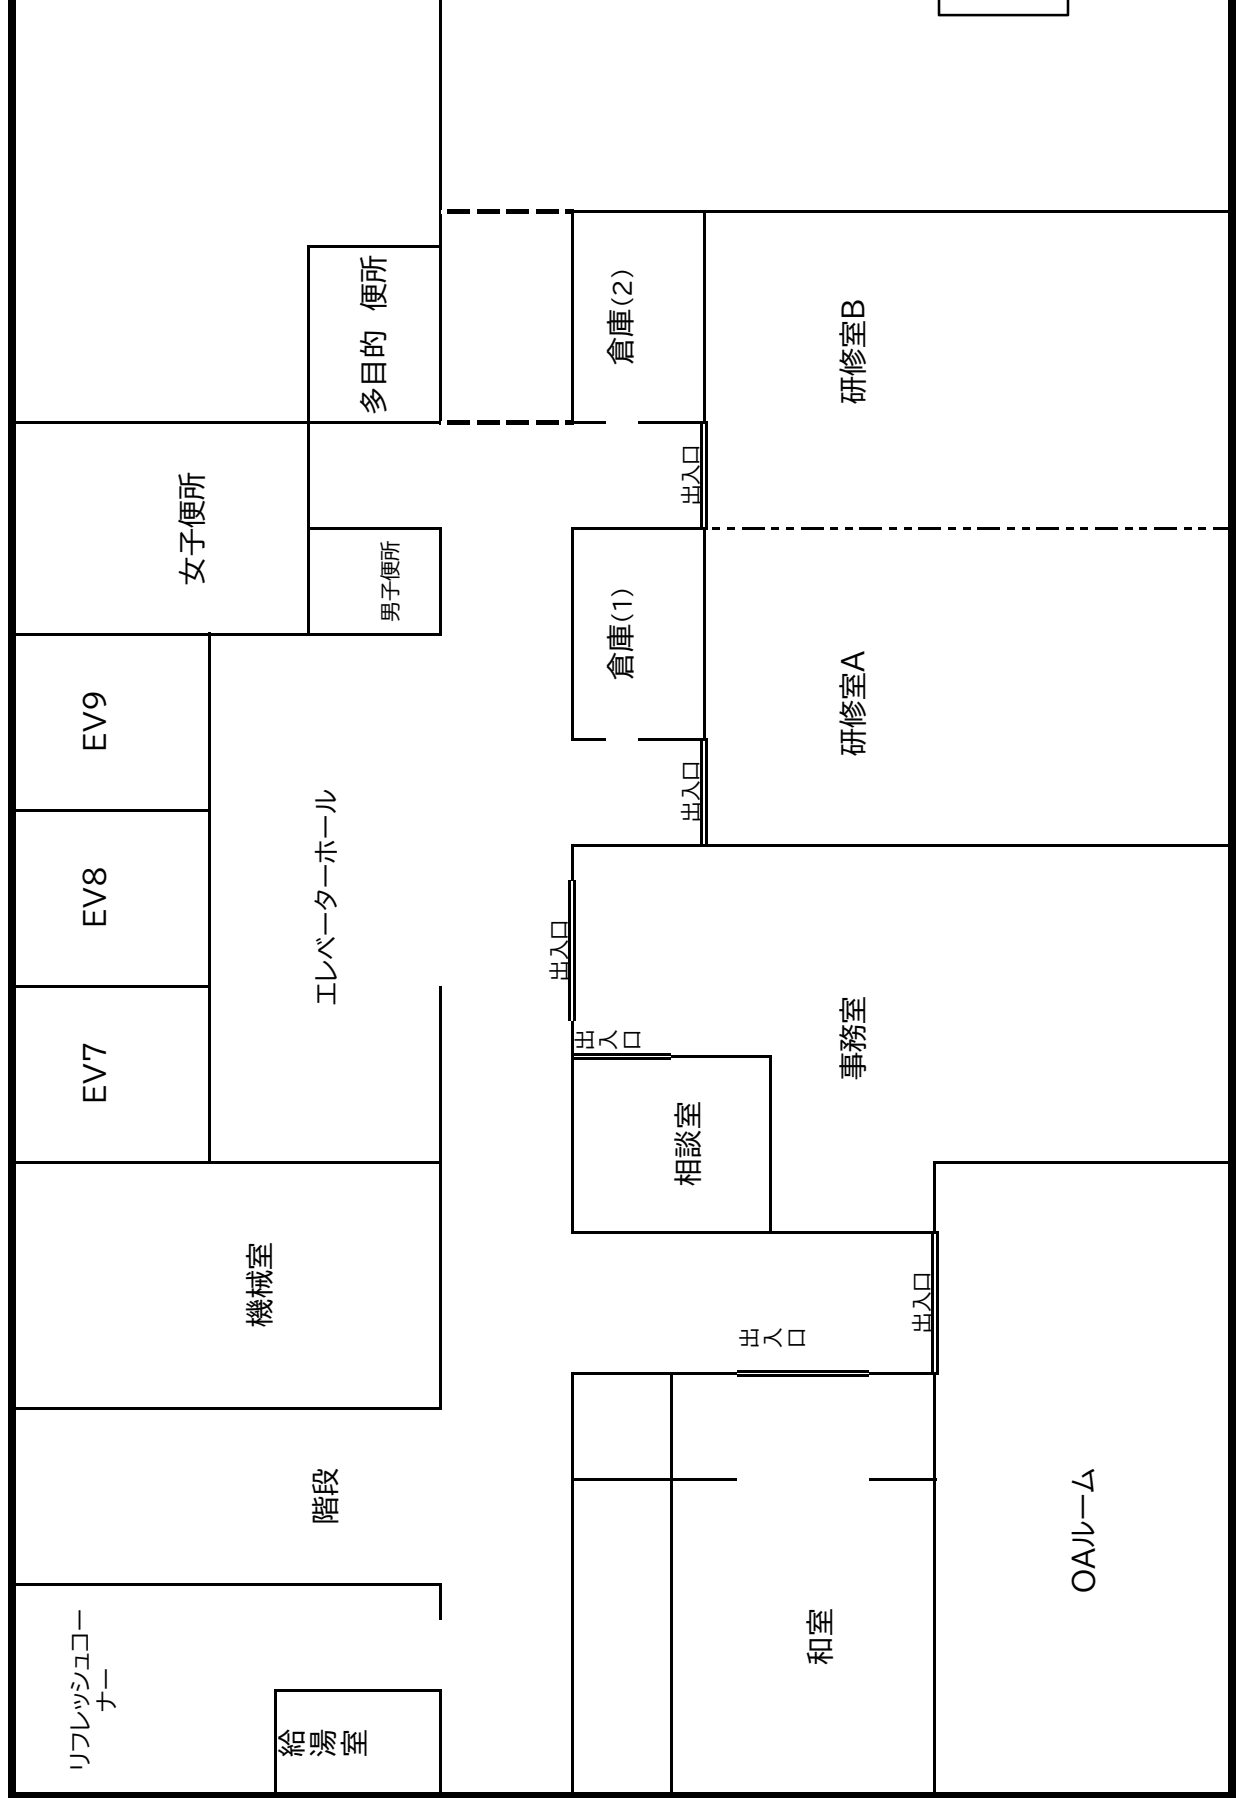 リフレッシュコー
ナー
階段
機械室
EV7
EV8
EV9
女子便所
給
湯
室
エレベーターホール
男子便所
多目的 便所
出入口
出
入
口
相談室
倉庫(1)
倉庫(2)
出入口
出入口
和室
出
入
口
事務室
研修室A
研修室B
出入口
OAルーム